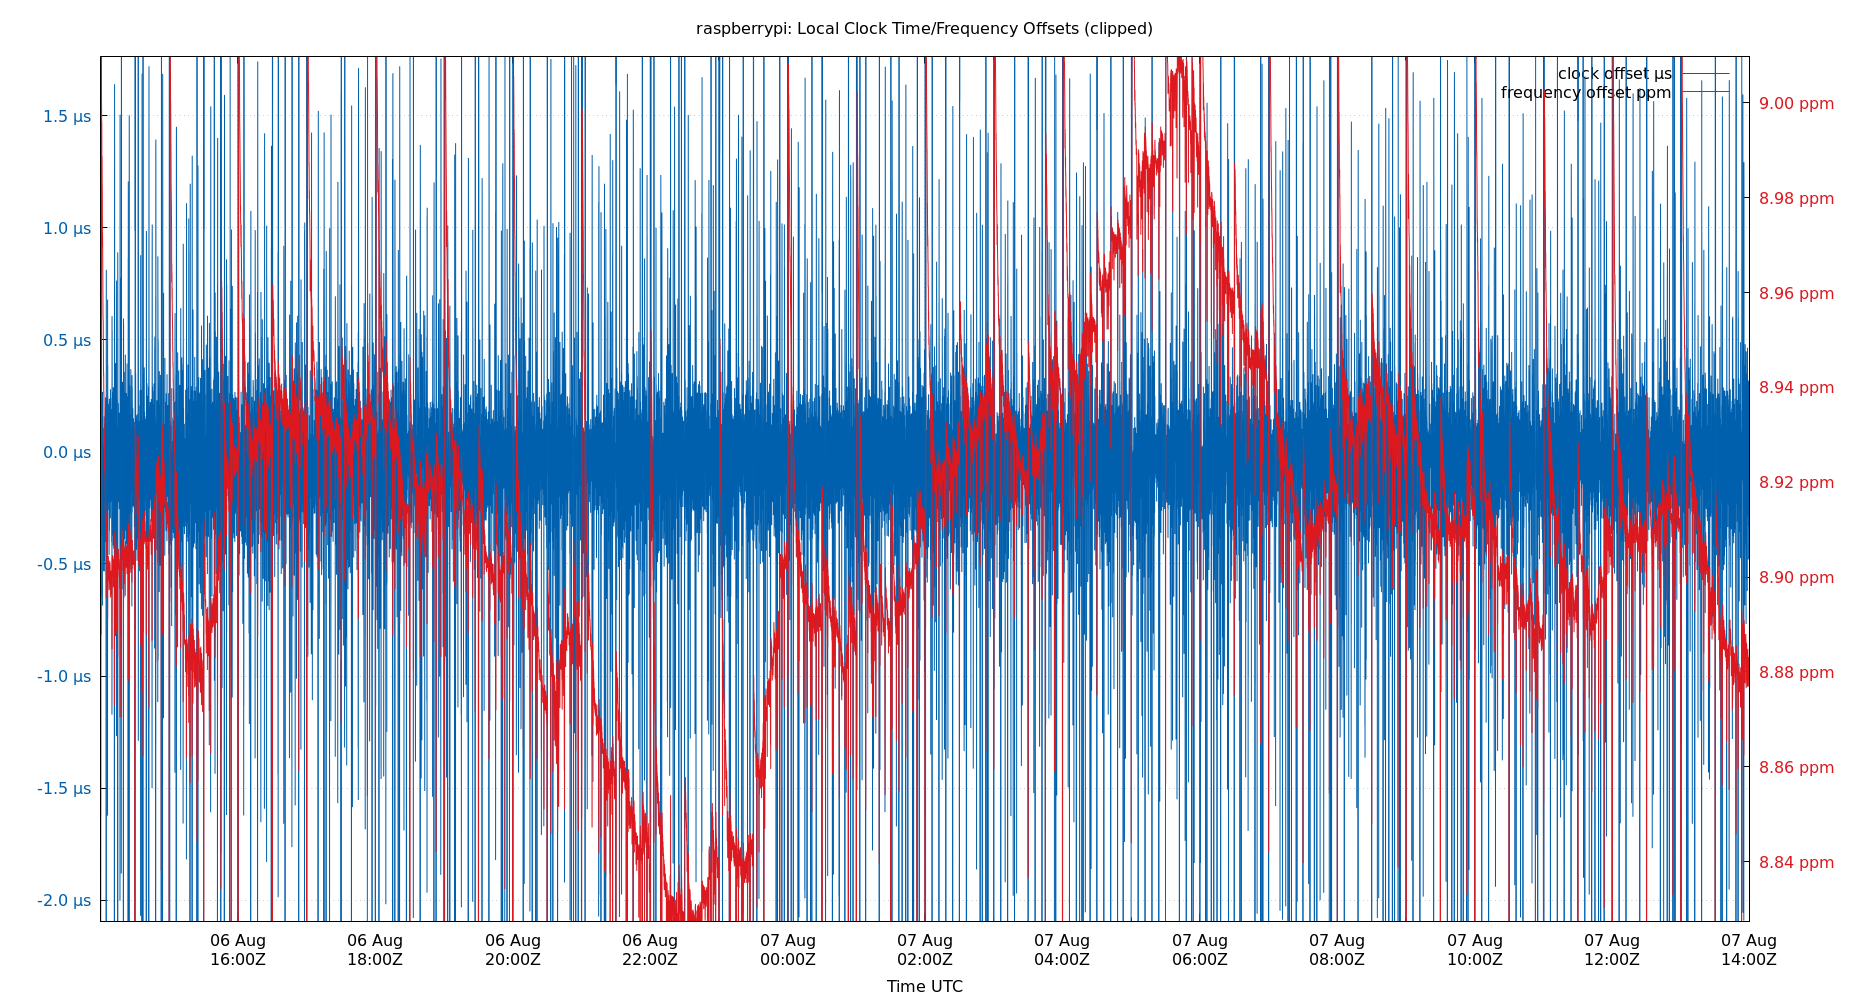 raspberrypi: Local Clock Time/Frequency Offsets (clipped)
clock offset µs
frequency offset ppm
1.5 µs
1.0 µs
0.5 µs
0.0 µs
-0.5 µs
-1.0 µs
-1.5 µs
-2.0 µs
9.00 ppm
8.98 ppm
8.96 ppm
8.94 ppm
8.92 ppm
8.90 ppm
8.88 ppm
8.86 ppm
8.84 ppm
06 Aug 06 Aug 06 Aug 06 Aug 07 Aug 07 Aug 07 Aug 07 Aug 07 Aug 07 Aug 07 Aug 07 Aug
16:00Z 18:00Z 20:00Z 22:00Z 00:00Z 02:00Z 04:00Z 06:00Z 08:00Z 10:00Z 12:00Z 14:00Z
Time UTC